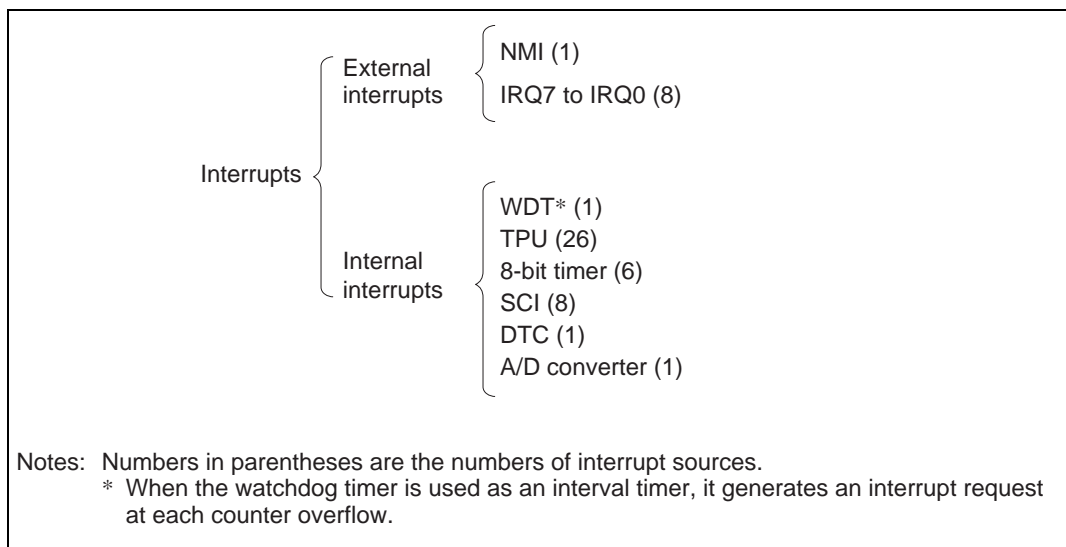 External
interrupts
NMI (1)
IRQ7 to IRQ0 (8)
Interrupts
Internal
interrupts
WDT* (1)
TPU (26)
8-bit timer (6)
SCI (8)
DTC (1)
A/D converter (1)
Notes: Numbers in parentheses are the numbers of interrupt sources.
* When the watchdog timer is used as an interval timer, it generates an interrupt request
at each counter overflow.